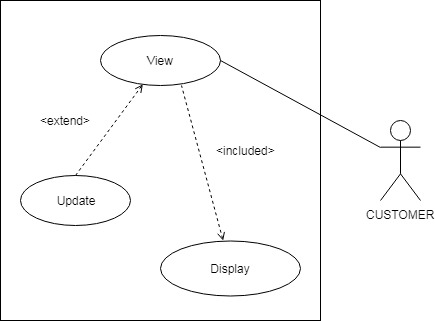 View
<extend>
<included>
Update
CUSTOMER
Display